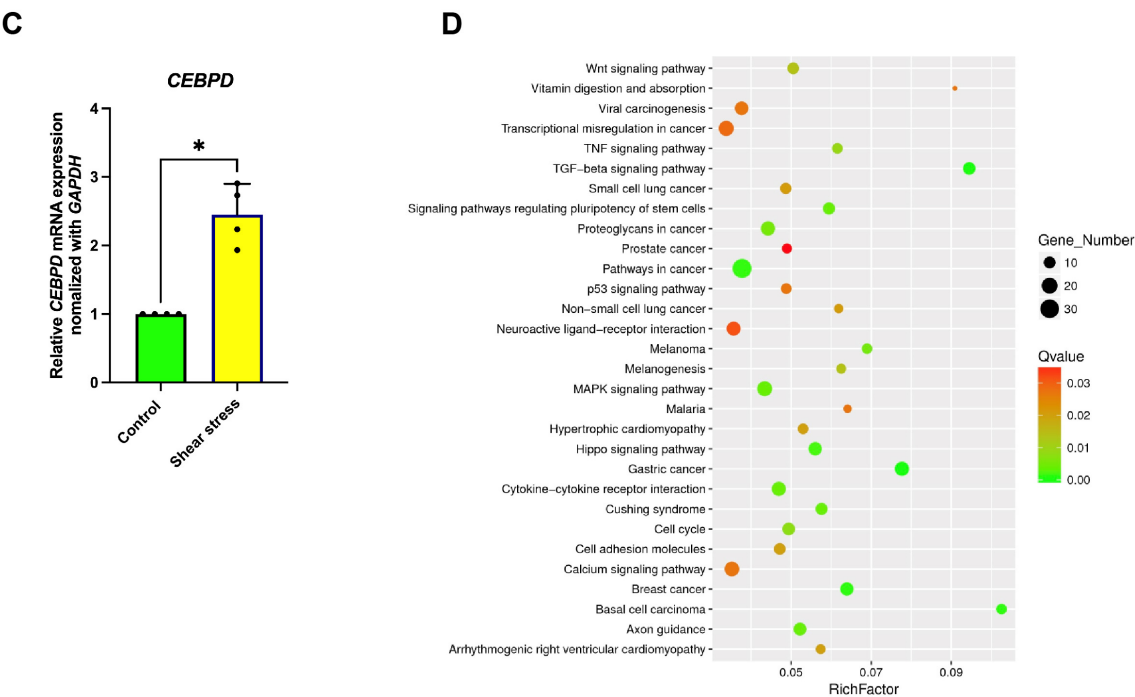 C
CEBPD
Relative CEBPD mRNA expression
nomalized with GAPDH
4
3
2
1
0
*
Control
Shear stress
D
Wnt signaling pathway
Vitamin digestion and absorption
Viral carcinogenesis
Transcriptional misregulation in cancer
TNF signaling pathway
TGF−beta signaling pathway
Small cell lung cancer
Signaling pathways regulating pluripotency of stem cells
Proteoglycans in cancer
Prostate cancer
Pathways in cancer
p53 signaling pathway
Non−small cell lung cancer
Neuroactive ligand−receptor interaction
Melanoma
Melanogenesis
MAPK signaling pathway
Malaria
Hypertrophic cardiomyopathy
Hippo signaling pathway
Gastric cancer
Cytokine−cytokine receptor interaction
Cushing syndrome
Cell cycle
Cell adhesion molecules
Calcium signaling pathway
Breast cancer
Basal cell carcinoma
Axon guidance
Arrhythmogenic right ventricular cardiomyopathy
0.05 0.07 0.09
RichFactor
Gene_Number
10
20
30
Qvalue
0.03
0.02
0.01
0.00